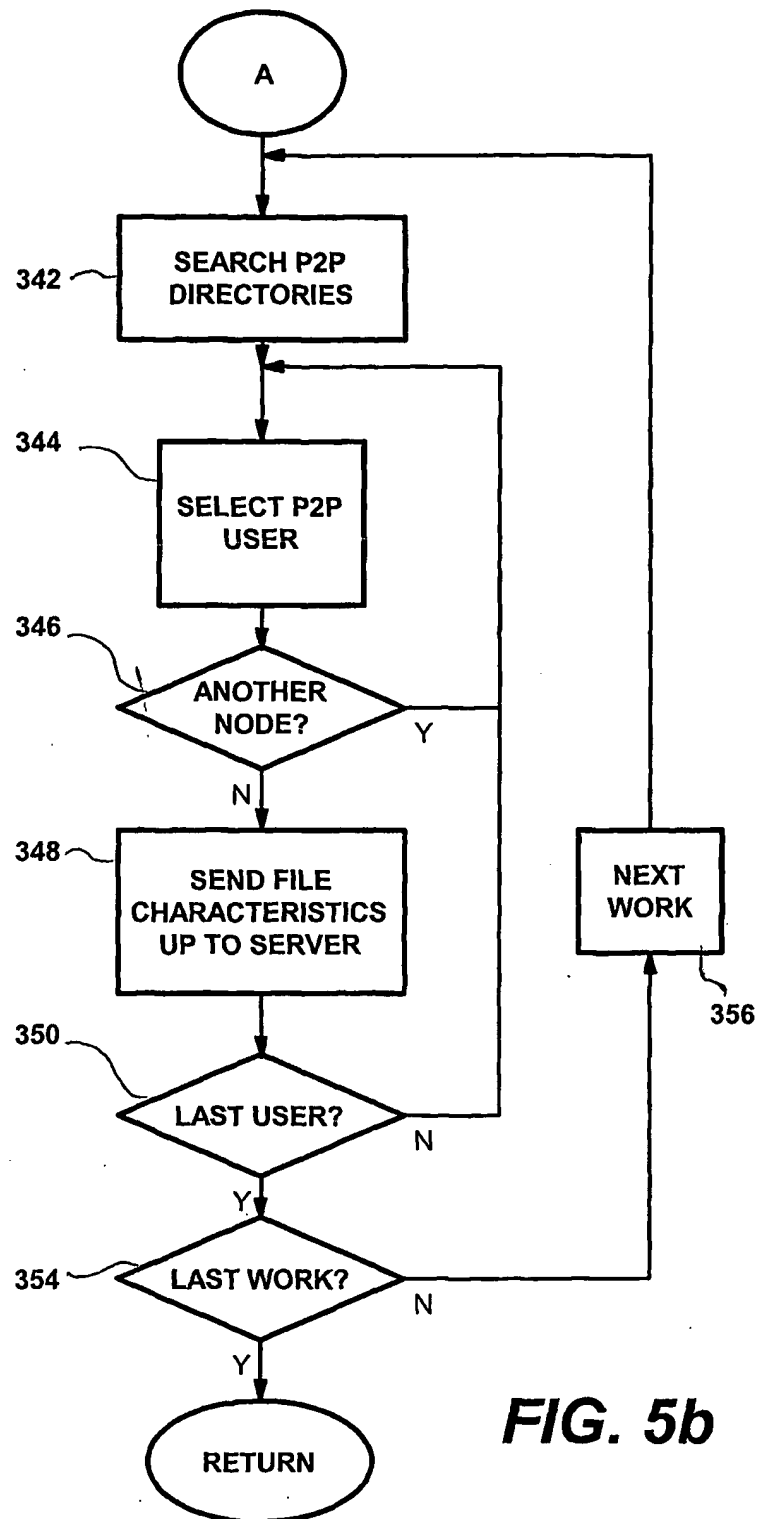 A
342
SEARCH P2P
DIRECTORIES
344
SELECT P2P
USER
346
ANOTHER
NODE?
Y
N
348
SEND FILE
CHARACTERISTICS
UP TO SERVER
NEXT
WORK
356
350
LAST USER?
N
Y
354
LAST WORK?
N
Y
RETURN
FIG. 5b